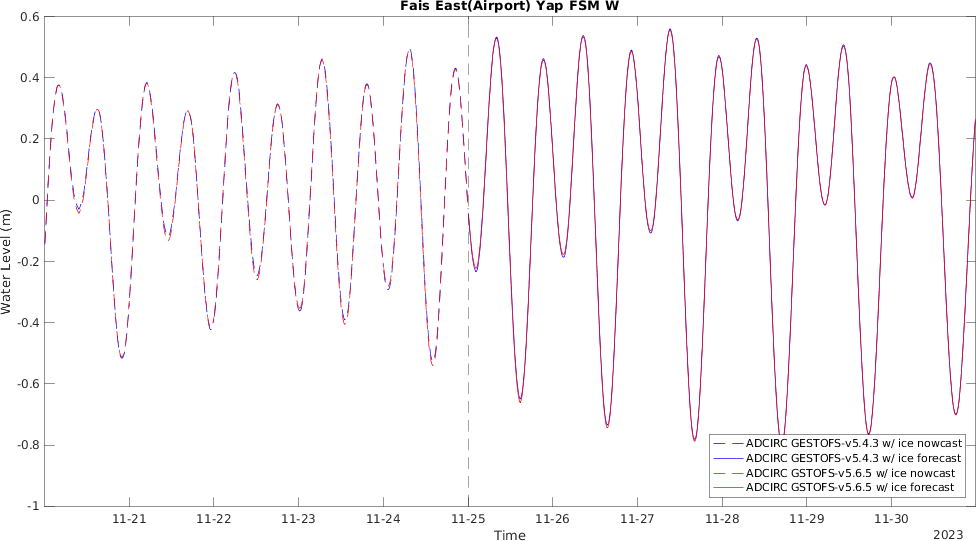 Fais East(Airport) Yap FSM W
0.6
0.4
0.2
0
-0.2
-0.4
-0.6
-0.8
-1
Water Level (m)
ADCIRC GESTOFS-v5.4.3 w/ ice nowcast
ADCIRC GESTOFS-v5.4.3 w/ ice forecast
ADCIRC GSTOFS-v5.6.5 w/ ice nowcast
ADCIRC GSTOFS-v5.6.5 w/ ice forecast
11-21 11-22 11-23 11-24 11-25 11-26 11-27 11-28 11-29 11-30
Time
2023